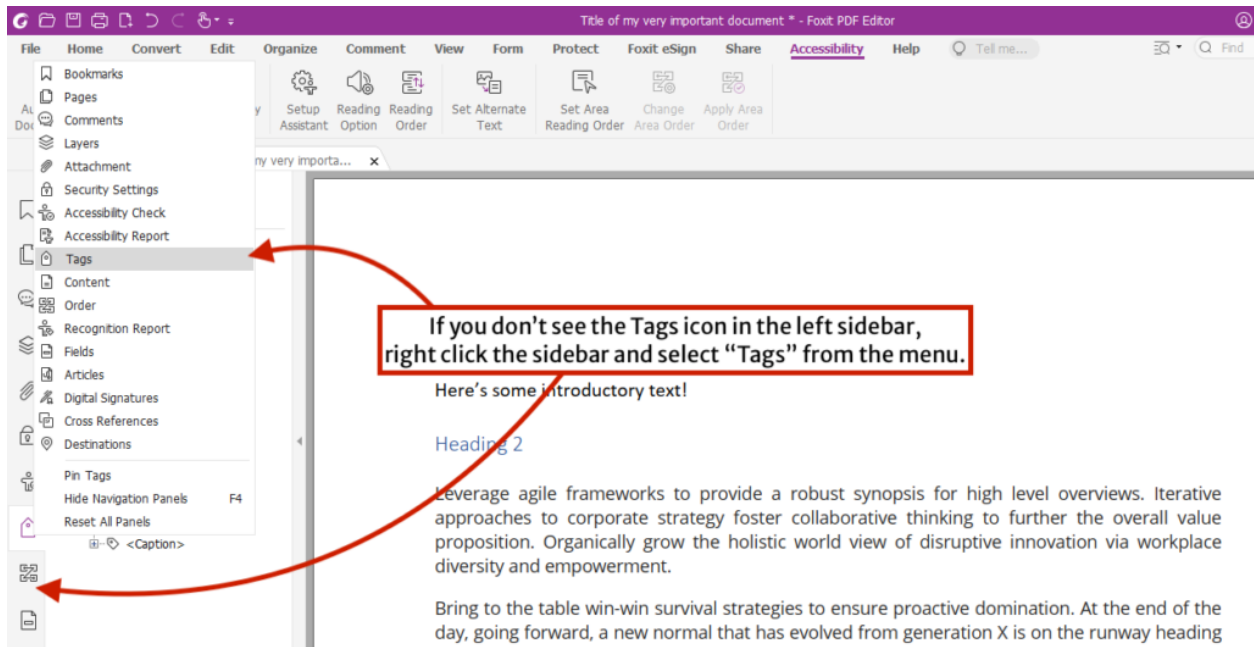 Title of my very important document * - Foxit PDF Editor
File Home Convert Edit Organize Comment View Form Protect Foxit eSign Share Accessibility Help Tell me... Find
Setup Assistant
Reading Option
Reading Order
Set Alternate Text
Set Area Reading Order
Change Area Order
Apply Area Order
my very importa... x
Bookmarks
Pages
Comments
Layers
Attachment
Security Settings
Accessibility Check
Accessibility Report
Tags
Content
Order
Recognition Report
Fields
Articles
Digital Signatures
Cross References
Destinations
Pin Tags
Hide Navigation Panels F4
Reset All Panels
<Caption>
If you don't see the Tags icon in the left sidebar,
right click the sidebar and select “Tags” from the menu.
Here's some introductory text!
Heading 2
Leverage agile frameworks to provide a robust synopsis for high level overviews. Iterative
approaches to corporate strategy foster collaborative thinking to further the overall value
proposition. Organically grow the holistic world view of disruptive innovation via workplace
diversity and empowerment.
Bring to the table win-win survival strategies to ensure proactive domination. At the end of the
day, going forward, a new normal that has evolved from generation X is on the runway heading